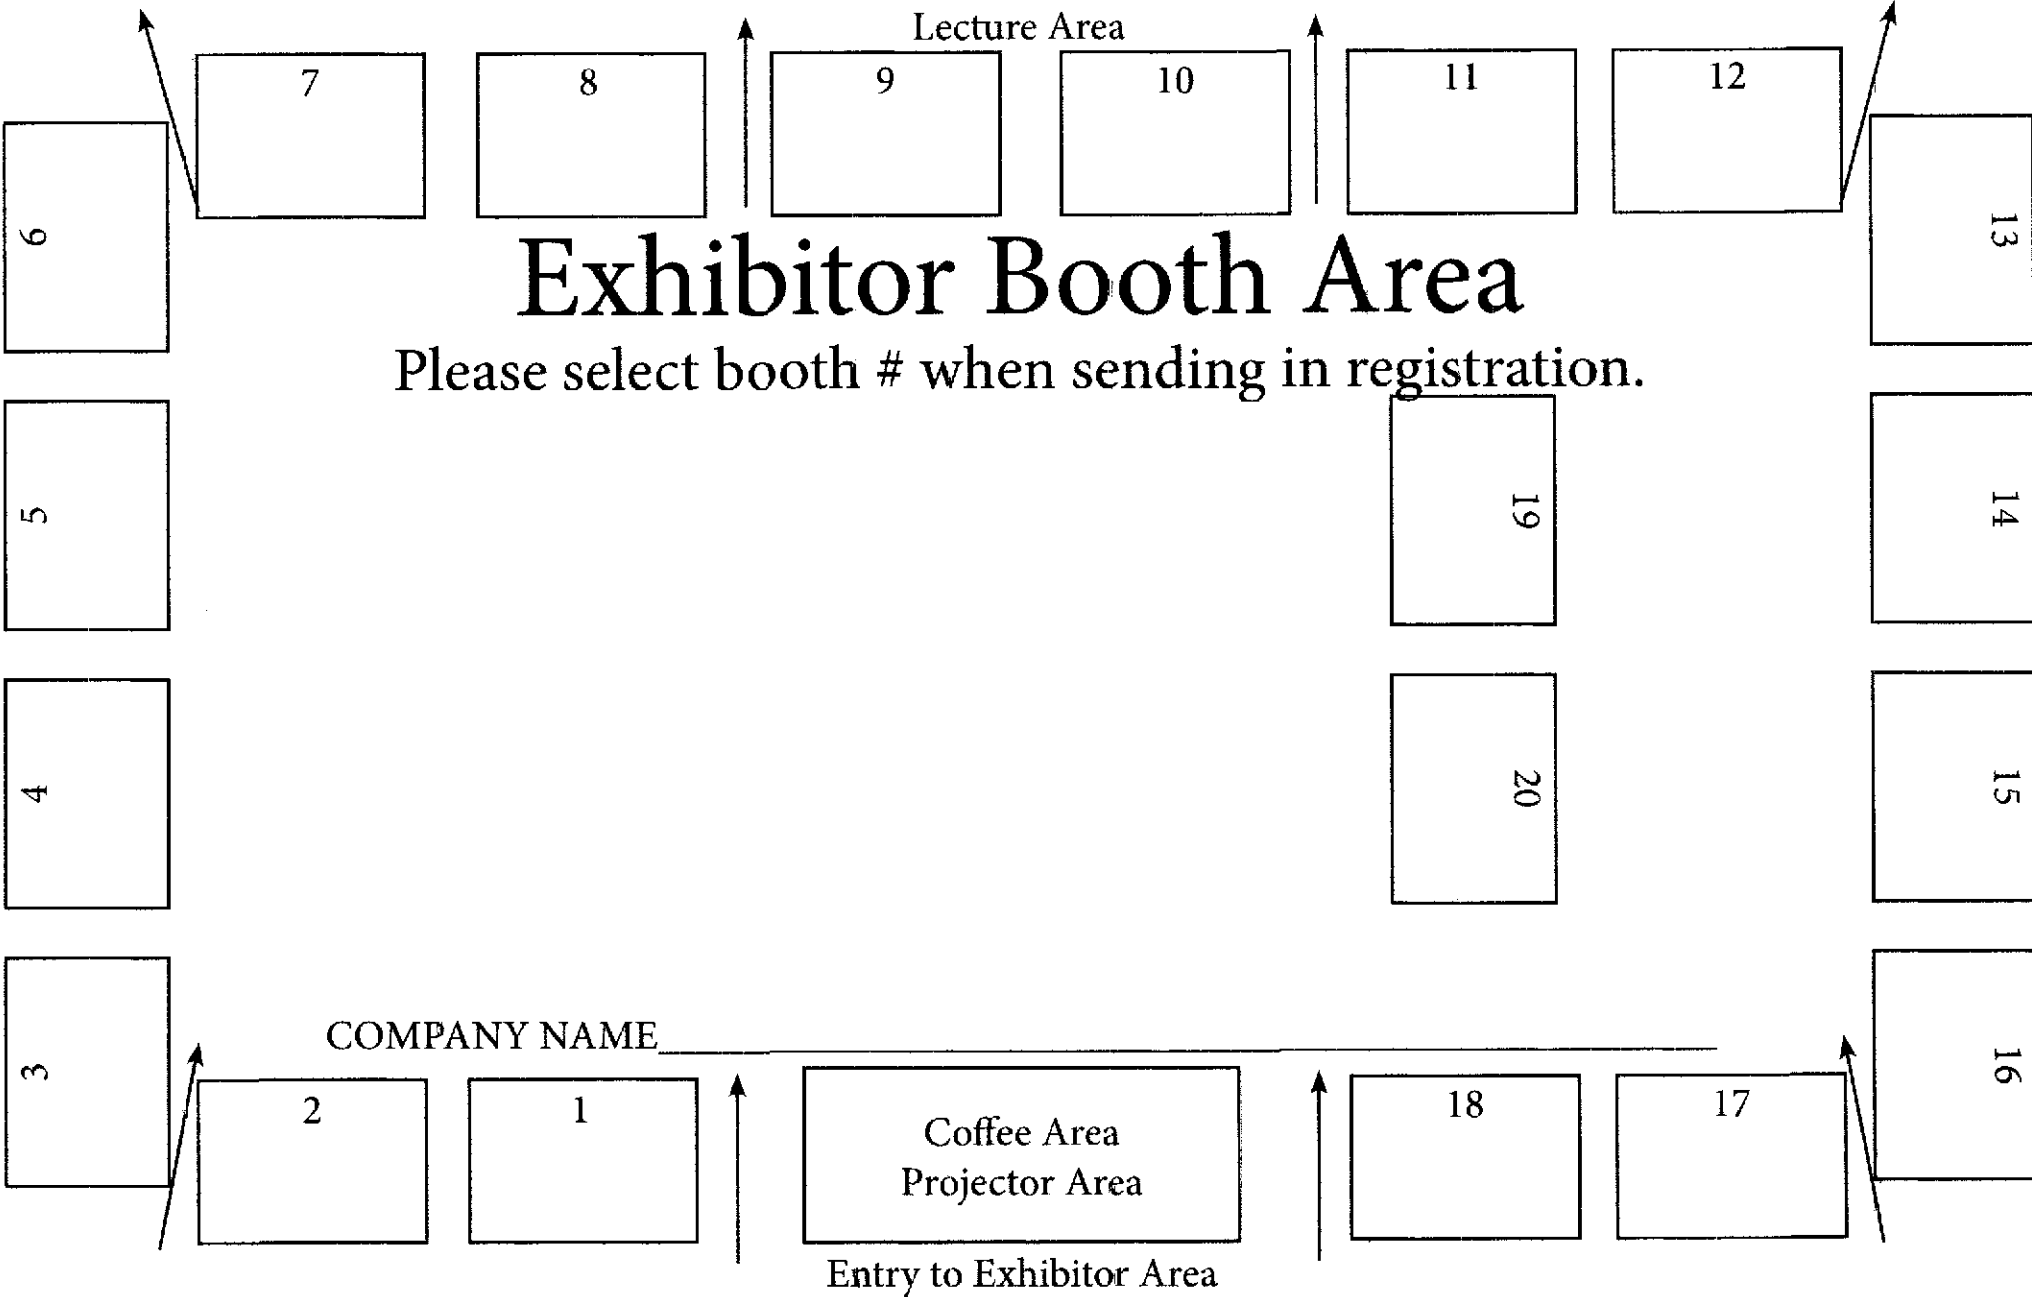 Lecture Area
7
8
9
10
11
12
6
13
Exhibitor Booth Area
Please select booth # when sending in registration.
5
19
14
4
20
15
3
16
COMPANY NAME
2
1
Coffee Area
Projector Area
18
17
Entry to Exhibitor Area